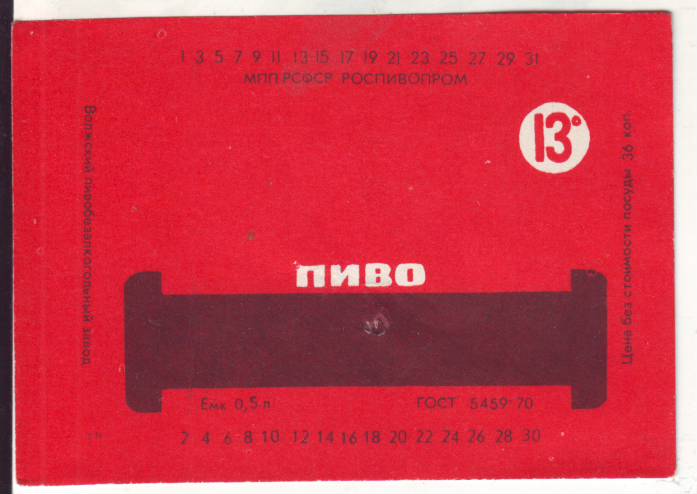 1 3 5 7 9 11 13 15 17 19 21 23 25 27 29 31
МПП РСФСР РОСПИВОПРОМ
13°
Волжский пивобезалкогольный завод
Цена без стоимости посуды 36 коп.
ПИВО
Емк 0,5 л
ГОСТ 5459-70
2 4 6 8 10 12 14 16 18 20 22 24 26 28 30